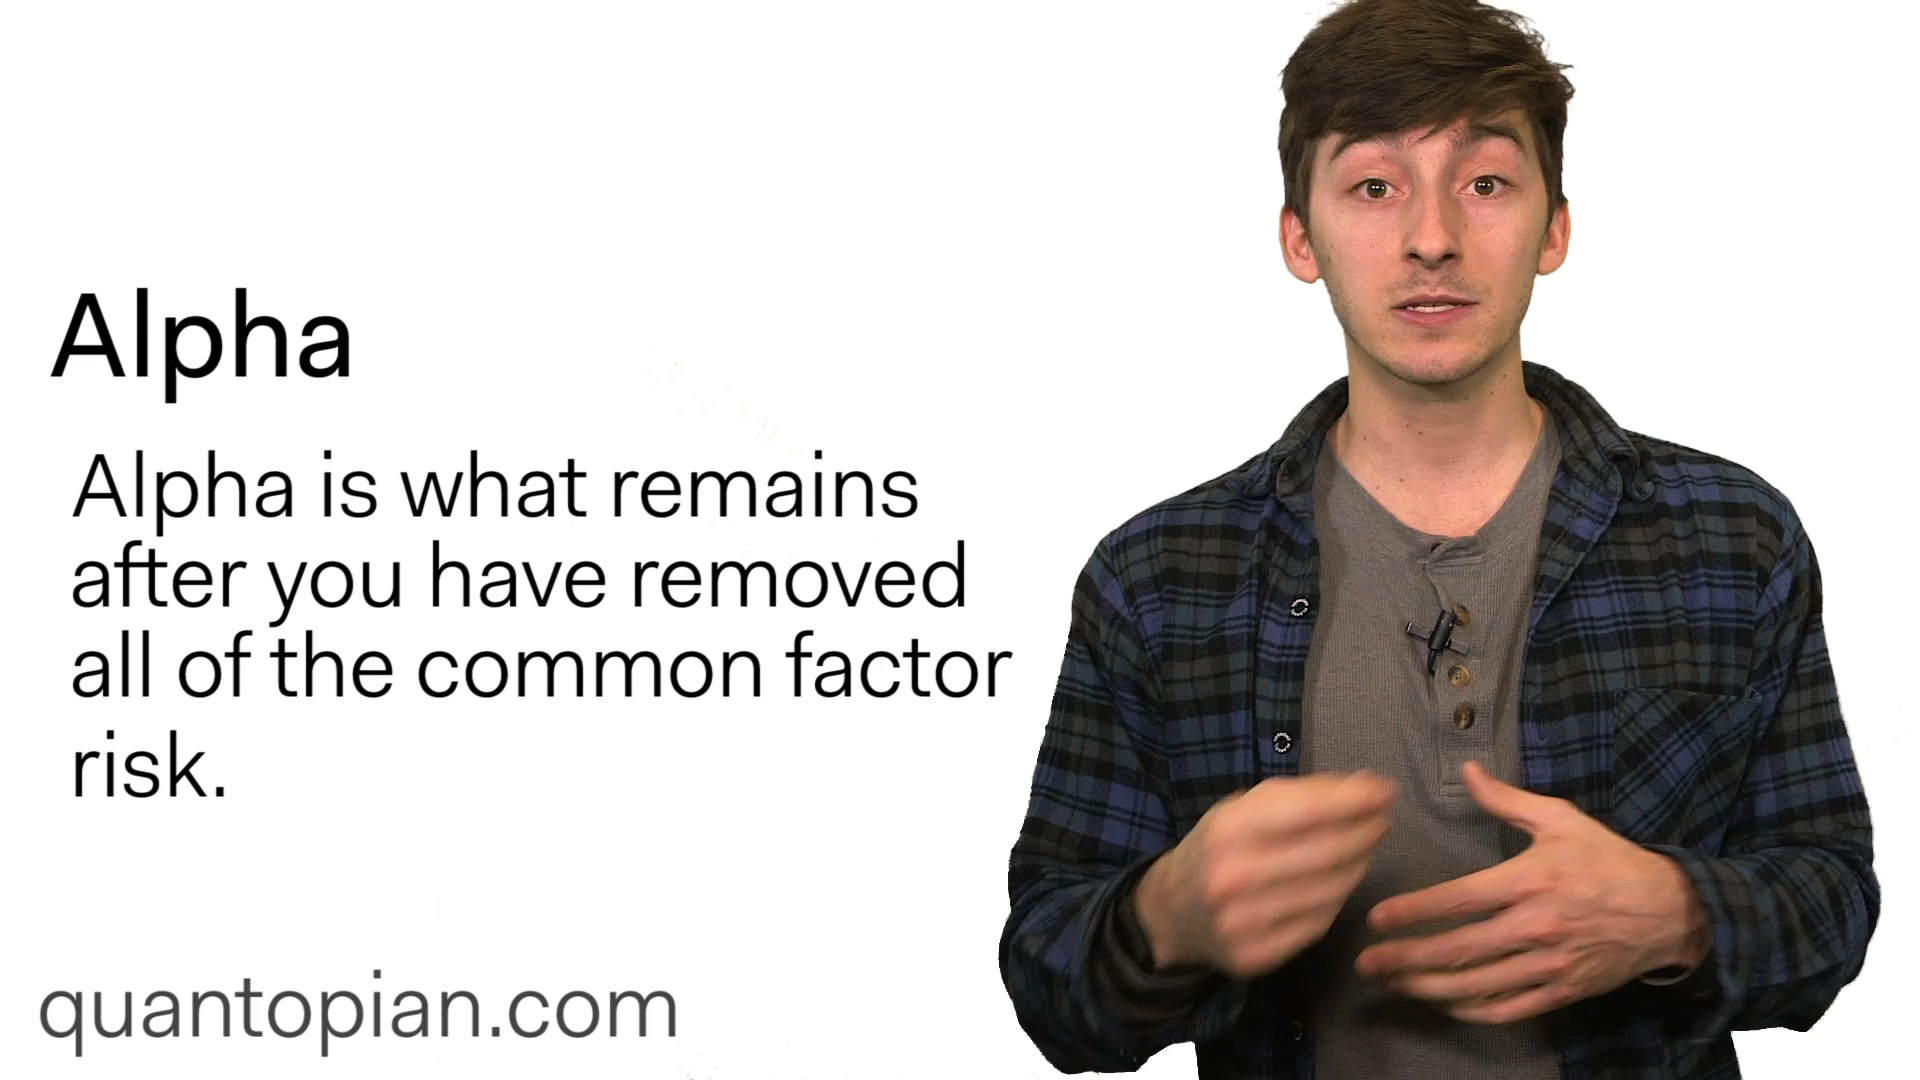 Alpha
Alpha is what remains
after you have removed
all of the common factor
risk.
quantopian.com